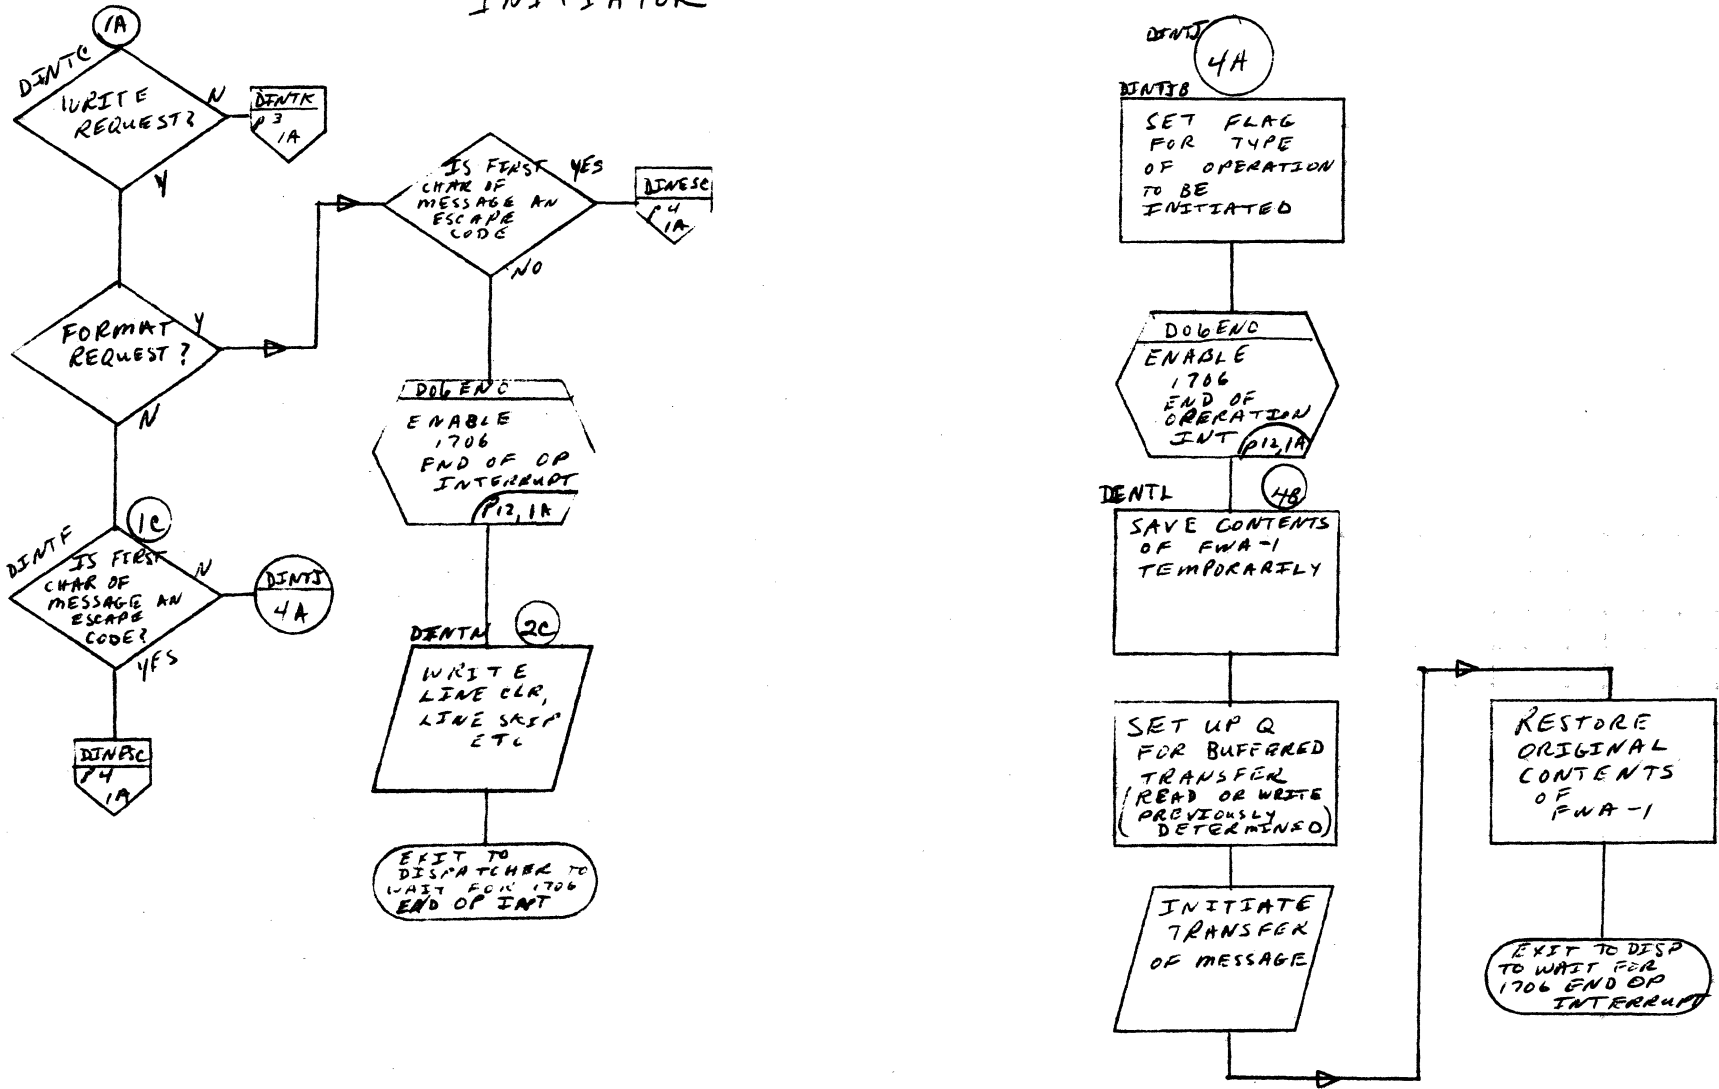 INITIATOR
1A
DINTC
WRITE
REQUEST?
N
DINTK
P3
1A
Y
FORMAT
REQUEST?
Y
N
1C
DINTF
IS FIRST
CHAR OF
MESSAGE AN
ESCAPE
CODE?
N
DINTJ
4A
YES
DINESC
P4
1A
IS FIRST
CHAR OF
MESSAGE AN
ESCAPE
CODE
YES
DINESC
P4
1A
NO
D06ENC
ENABLE
1706
END OF OP
INTERRUPT
P12, 1A
DINTN
2C
WRITE
LINE CLR,
LINE SKIP
ETC
EXIT TO
DISPATCHER TO
WAIT FOR 1706
END OP INT
DINTJ
4A
DINTJB
SET FLAG
FOR TYPE
OF OPERATION
TO BE
INITIATED
D06ENC
ENABLE
1706
END OF
OPERATION
INT
P12, 1A
DENTL
4B
SAVE CONTENTS
OF FWA-1
TEMPORARILY
SET UP Q
FOR BUFFERED
TRANSFER
(READ OR WRITE
PREVIOUSLY
DETERMINED)
INITIATE
TRANSFER
OF MESSAGE
RESTORE
ORIGINAL
CONTENTS
OF
FWA-1
EXIT TO DISP
TO WAIT FOR
1706 END OP
INTERRUPT